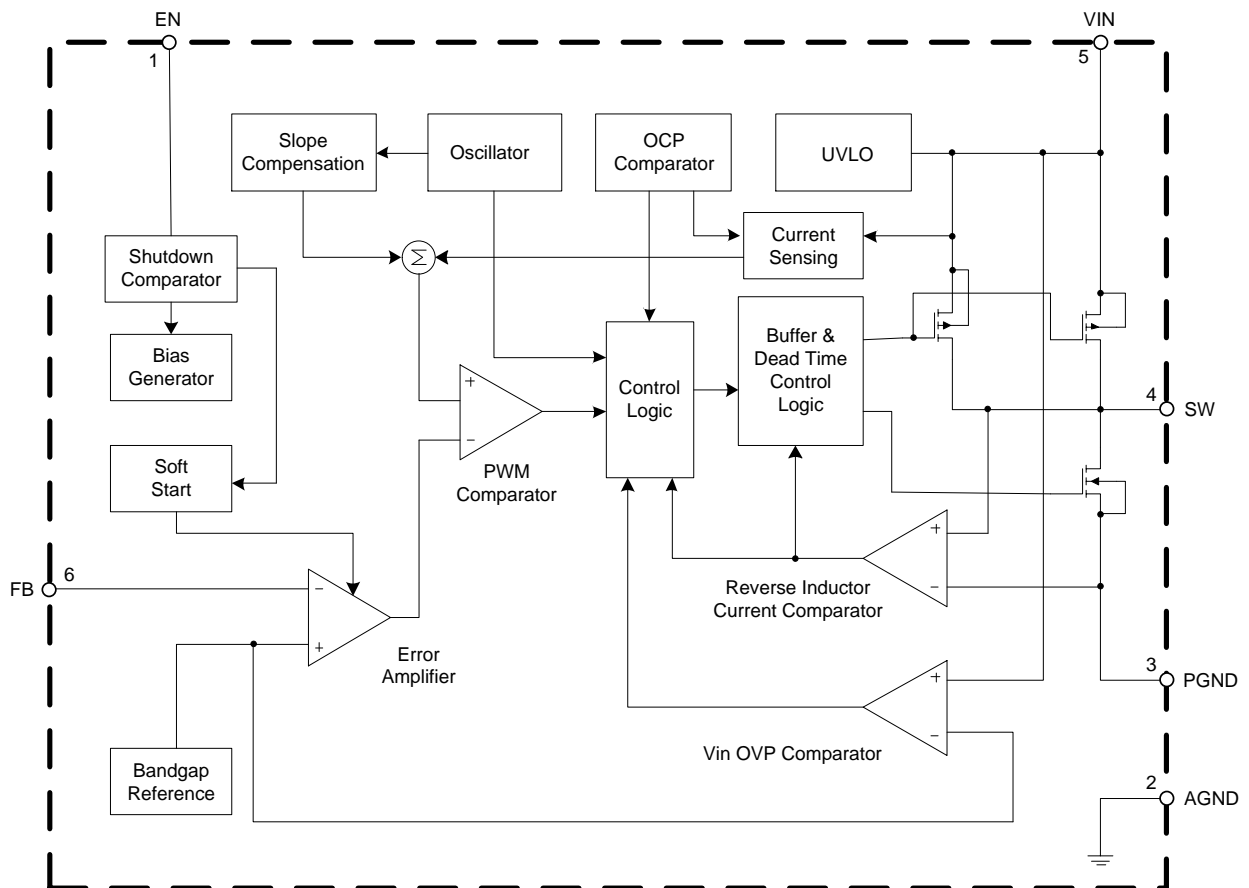 EN
VIN
1
5
Slope
Compensation
Oscillator
OCP
Comparator
UVLO
Shutdown
Comparator
Σ
Current
Sensing
Bias
Generator
Buffer &
Dead Time
Control
Logic
Control
Logic
+
−
PWM
Comparator
4
SW
Soft
Start
6
FB
−
+
Error
Amplifier
+
−
Reverse Inductor
Current Comparator
3
PGND
+
−
Vin OVP Comparator
Bandgap
Reference
2
AGND